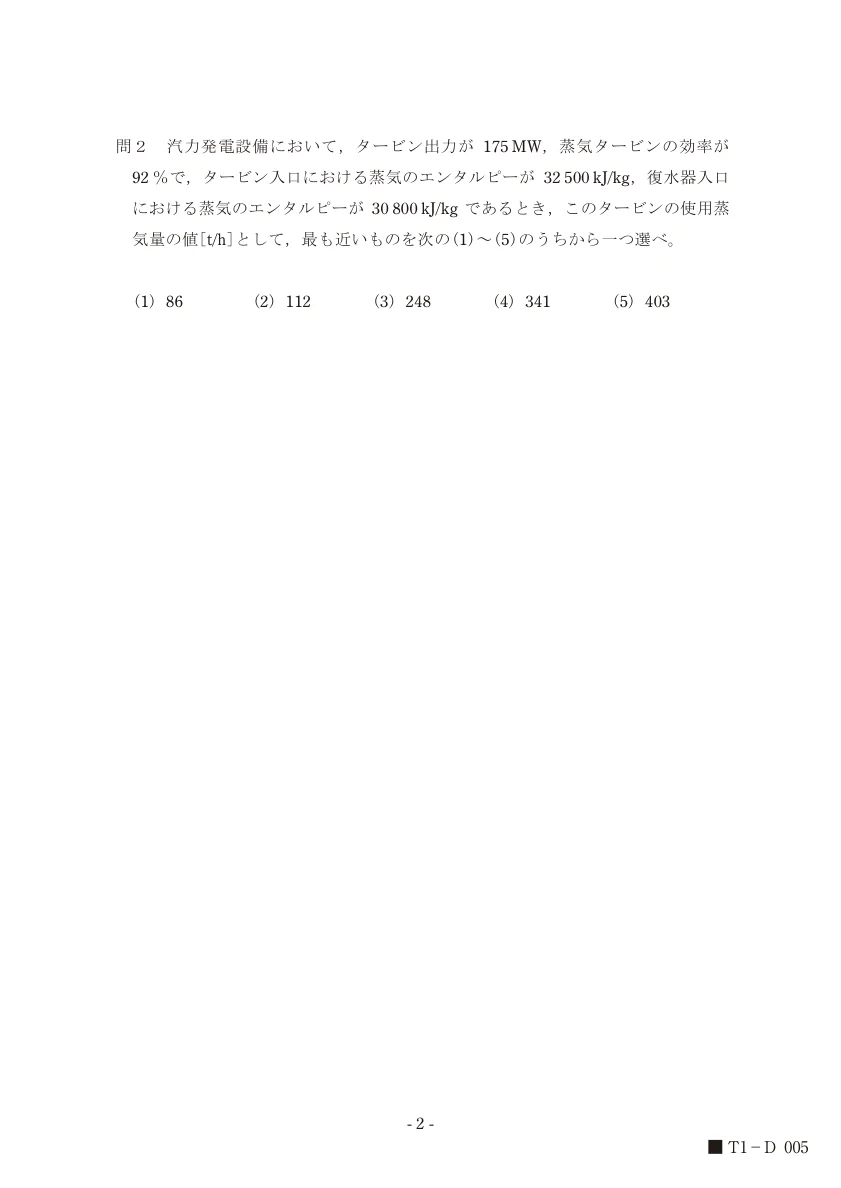 問2 汽力発電設備において，タービン出力が 175 MW，蒸気タービンの効率が
92 %で，タービン入口における蒸気のエンタルピーが 32 500 kJ/kg，復水器入口
における蒸気のエンタルピーが 30 800 kJ/kg であるとき，このタービンの使用蒸
気量の値[t/h]として，最も近いものを次の(1)～(5)のうちから一つ選べ。
(1) 86 (2) 112 (3) 248 (4) 341 (5) 403
- 2 -
■ T1－D 005